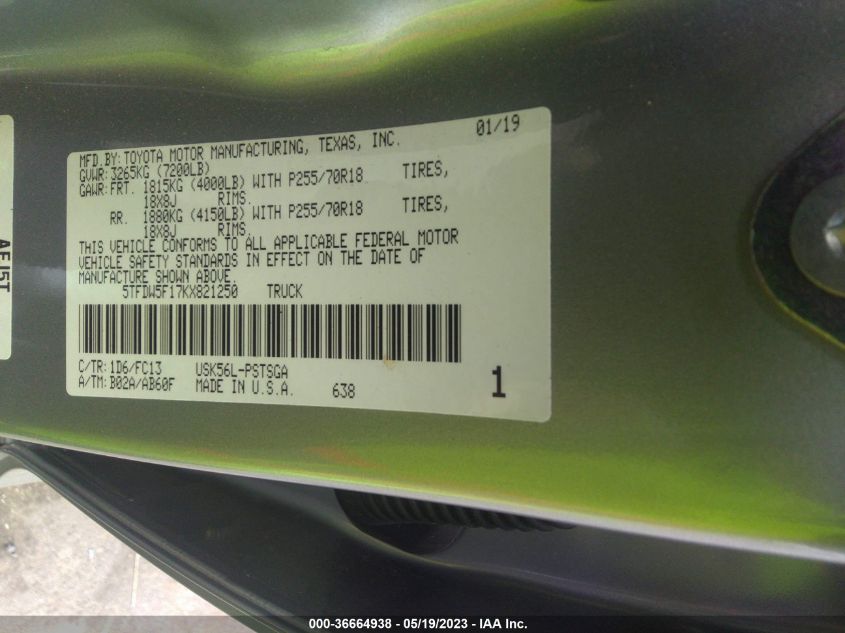 MFD.BY: TOYOTA MOTOR MANUFACTURING, TEXAS, INC. 01/19
GVWR: 3265KG (7200LB)
GAWR: FRT. 1815KG (4000LB) WITH P255/70R18 TIRES,
18X8J RIMS.
RR. 1880KG (4150LB) WITH P255/70R18 TIRES,
18X8J RIMS.
THIS VEHICLE CONFORMS TO ALL APPLICABLE FEDERAL MOTOR
VEHICLE SAFETY STANDARDS IN EFFECT ON THE DATE OF
MANUFACTURE SHOWN ABOVE.
5TFDW5F17KX821250 TRUCK
C/TR: 1D6/FC13 USK56L-PSTSGA
A/TM: B02A/AB60F MADE IN U.S.A. 638 1
000-36664938 - 05/19/2023 - IAA Inc.